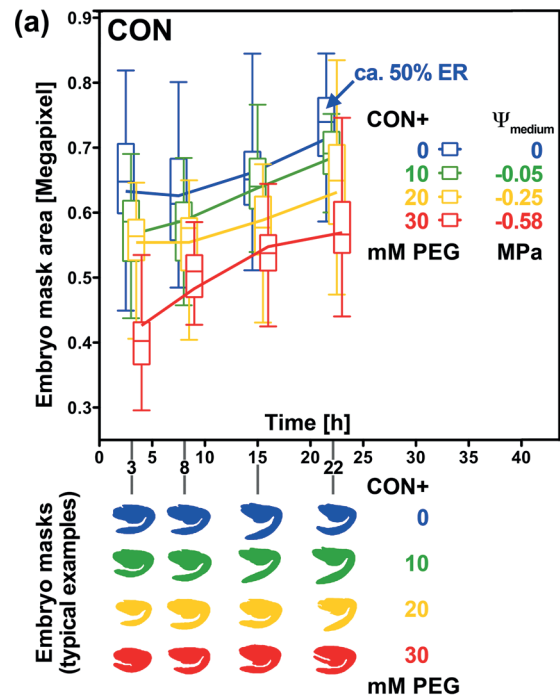 (a)
CON
ca. 50% ER
CON+ Ψmedium
0 0
10 -0.05
20 -0.25
30 -0.58
mM PEG MPa
Embryo mask area [Megapixel]
0.9
0.8
0.7
0.6
0.5
0.4
0.3
Time [h]
0 5 10 15 20 25 30 35 40
3 8 22
Embryo masks
(typical examples)
CON+
0
10
20
30
mM PEG